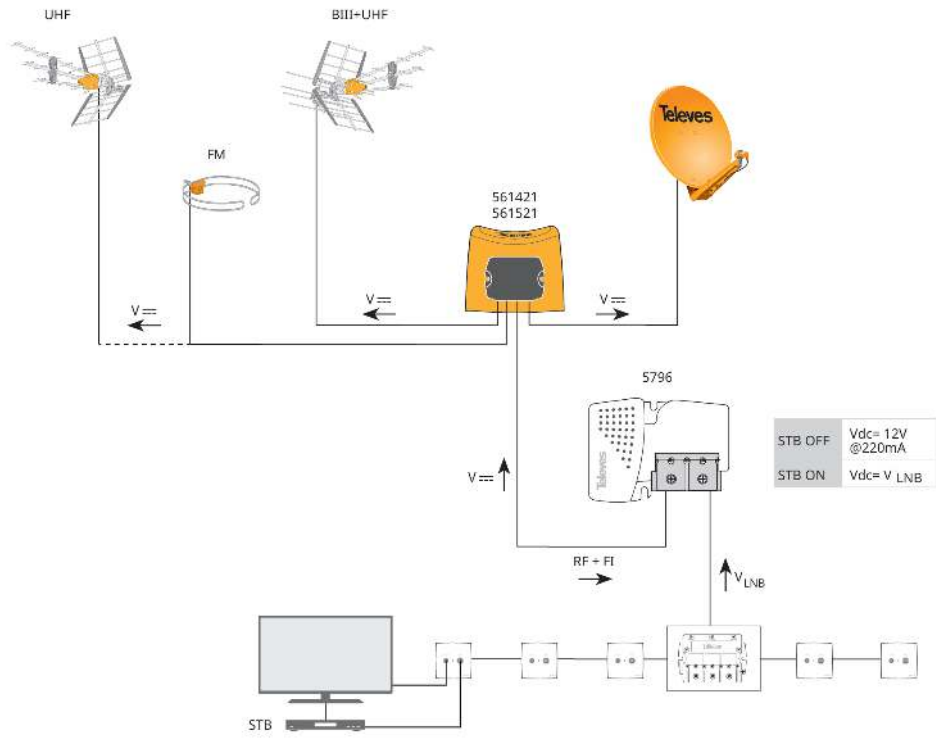 UHF
BIII+UHF
Televes
FM
561421
561521
V
V
V
5796
STB OFF
Vdc= 12V
@220mA
STB ON
Vdc= V LNB
Televes
V
RF + FI
VLNB
STB